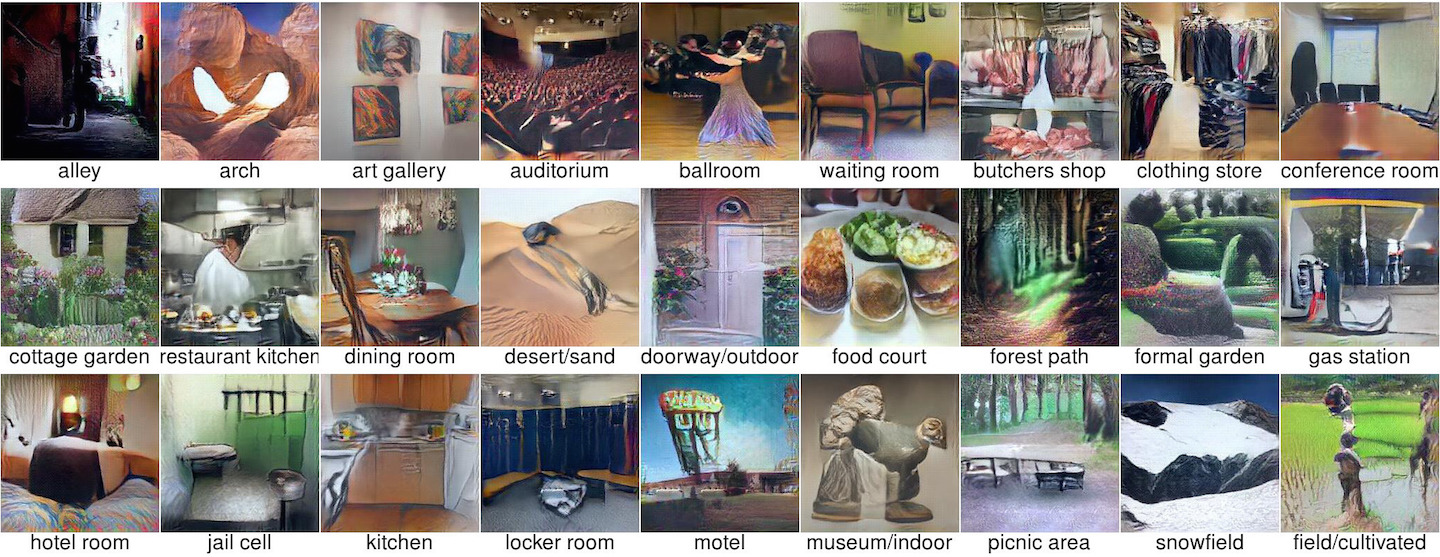 alley arch art gallery auditorium ballroom waiting room butchers shop clothing store conference room
cottage garden restaurant kitchen dining room desert/sand doorway/outdoor food court forest path formal garden gas station
hotel room jail cell kitchen locker room motel museum/indoor picnic area snowfield field/cultivated